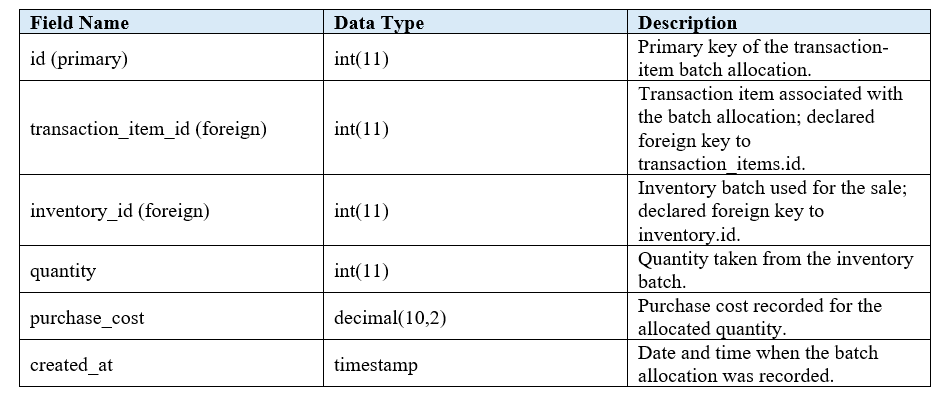 Field Name Data Type Description
id (primary) int(11) Primary key of the transaction-
item batch allocation.
transaction_item_id (foreign) int(11) Transaction item associated with
the batch allocation; declared
foreign key to
transaction_items.id.
inventory_id (foreign) int(11) Inventory batch used for the sale;
declared foreign key to
inventory.id.
quantity int(11) Quantity taken from the inventory
batch.
purchase_cost decimal(10,2) Purchase cost recorded for the
allocated quantity.
created_at timestamp Date and time when the batch
allocation was recorded.